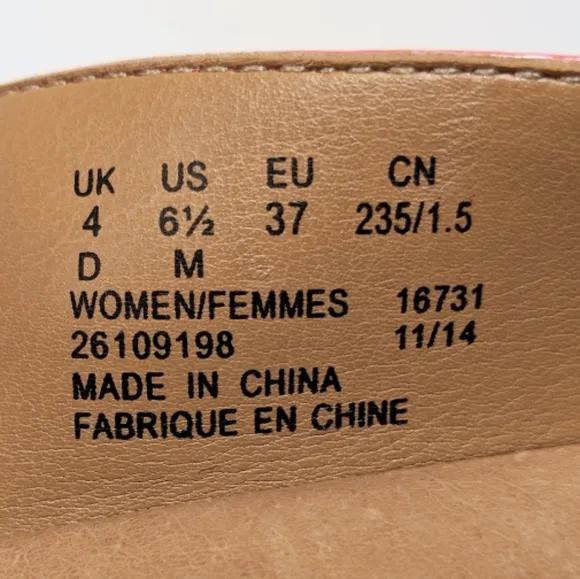 UK US EU CN
4 6½ 37 235/1.5
D M
WOMEN/FEMMES 16731
26109198 11/14
MADE IN CHINA
FABRIQUE EN CHINE